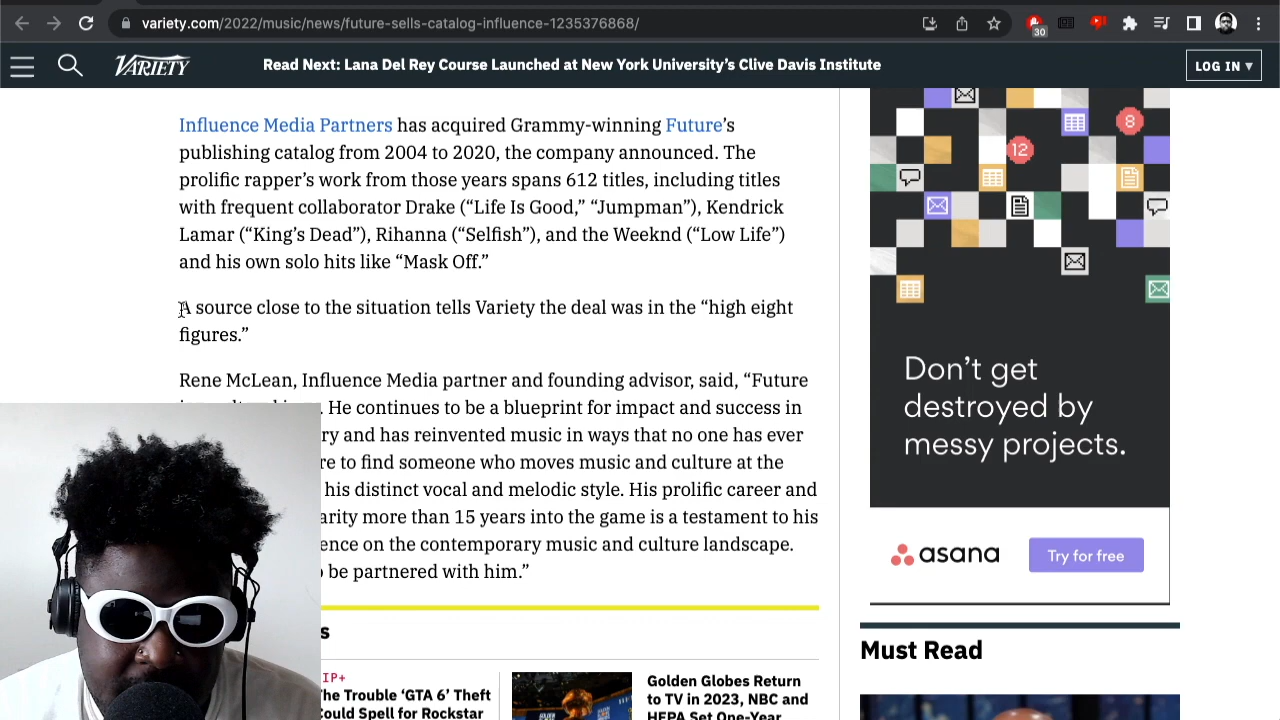 variety.com/2022/music/news/future-sells-catalog-influence-1235376868/
30
VARIETY
Read Next: Lana Del Rey Course Launched at New York University's Clive Davis Institute
LOG IN ▾
Influence Media Partners has acquired Grammy-winning Future's
publishing catalog from 2004 to 2020, the company announced. The
prolific rapper's work from those years spans 612 titles, including titles
with frequent collaborator Drake (“Life Is Good,” “Jumpman”), Kendrick
Lamar (“King's Dead”), Rihanna (“Selfish”), and the Weeknd (“Low Life”)
and his own solo hits like “Mask Off.”
A source close to the situation tells Variety the deal was in the “high eight
figures.”
Rene McLean, Influence Media partner and founding advisor, said, “Future
. He continues to be a blueprint for impact and success in
ry and has reinvented music in ways that no one has ever
re to find someone who moves music and culture at the
his distinct vocal and melodic style. His prolific career and
arity more than 15 years into the game is a testament to his
ence on the contemporary music and culture landscape.
be partnered with him.”
s
IP+
The Trouble ‘GTA 6’ Theft
Could Spell for Rockstar
Golden Globes Return
to TV in 2023, NBC and
HFPA Set One-Year
8
12
Don't get
destroyed by
messy projects.
asana
Try for free
Must Read